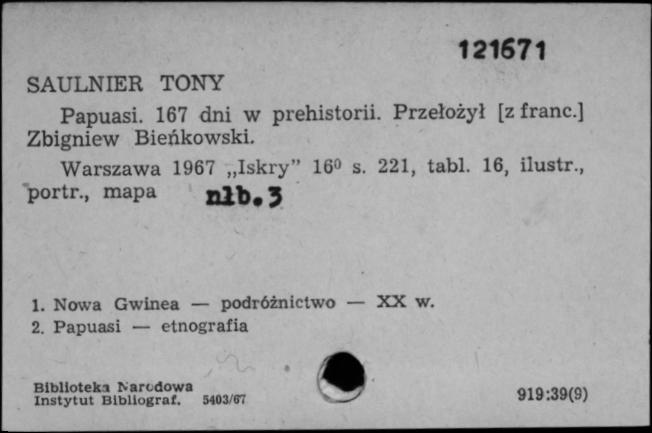 121671
SAULNIER TONY
Papuasi. 167 dni w prehistorii. Przełożył [z franc.]
Zbigniew Bieńkowski.
Warszawa 1967 „Iskry” 16⁰ s. 221, tabl. 16, ilustr.,
portr., mapa nlb. 3
1. Nowa Gwinea — podróżnictwo — XX w.
2. Papuasi — etnografia
Biblioteka Narodowa
Instytut Bibliograf. 5403/67
919:39(9)